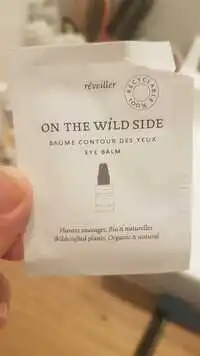 réveiller
RECYCLABLE
100%
ON THE WiLD SIDE
BAUME CONTOUR DES YEUX
EYE BALM
Plantes sauvages, Bio & naturelles
Wildcrafted plants, Organic & natural